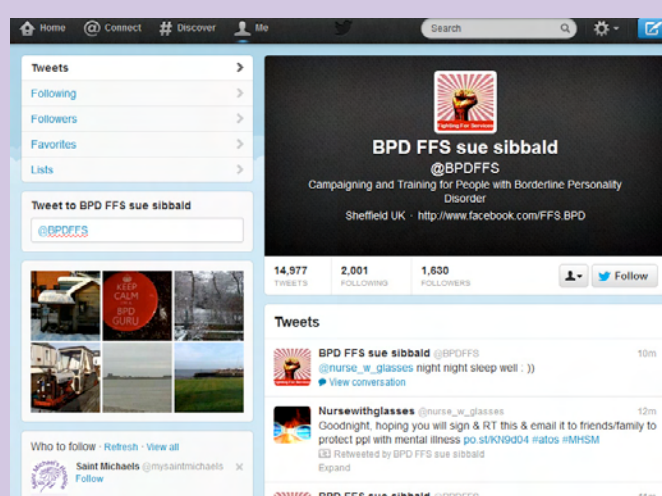 Home @ Connect # Discover Me
Search
Tweets
Following
Followers
Favorites
Lists
Tweet to BPD FFS sue sibbald
@BPDFFS
KEEP
CALM
BPD
GURU
Who to follow · Refresh · View all
Saint Michaels @mysaintmichaels ×
Follow
Fighting For Services
BPD FFS sue sibbald
@BPDFFS
Campaigning and Training for People with Borderline Personality
Disorder
Sheffield UK · http://www.facebook.com/FFS.BPD
14,977 2,001 1,630
TWEETS FOLLOWING FOLLOWERS
Follow
Tweets
BPD FFS sue sibbald @BPDFFS 10m
@nurse_w_glasses night night sleep well : ))
View conversation
Nursewithglasses @nurse_w_glasses 12m
Goodnight, hoping you will sign & RT this & email it to friends/family to
protect ppl with mental illness po.st/KN9d04 #atos #MHSM
Retweeted by BPD FFS sue sibbald
Expand
BPD FFS sue sibbald @BPDFFS